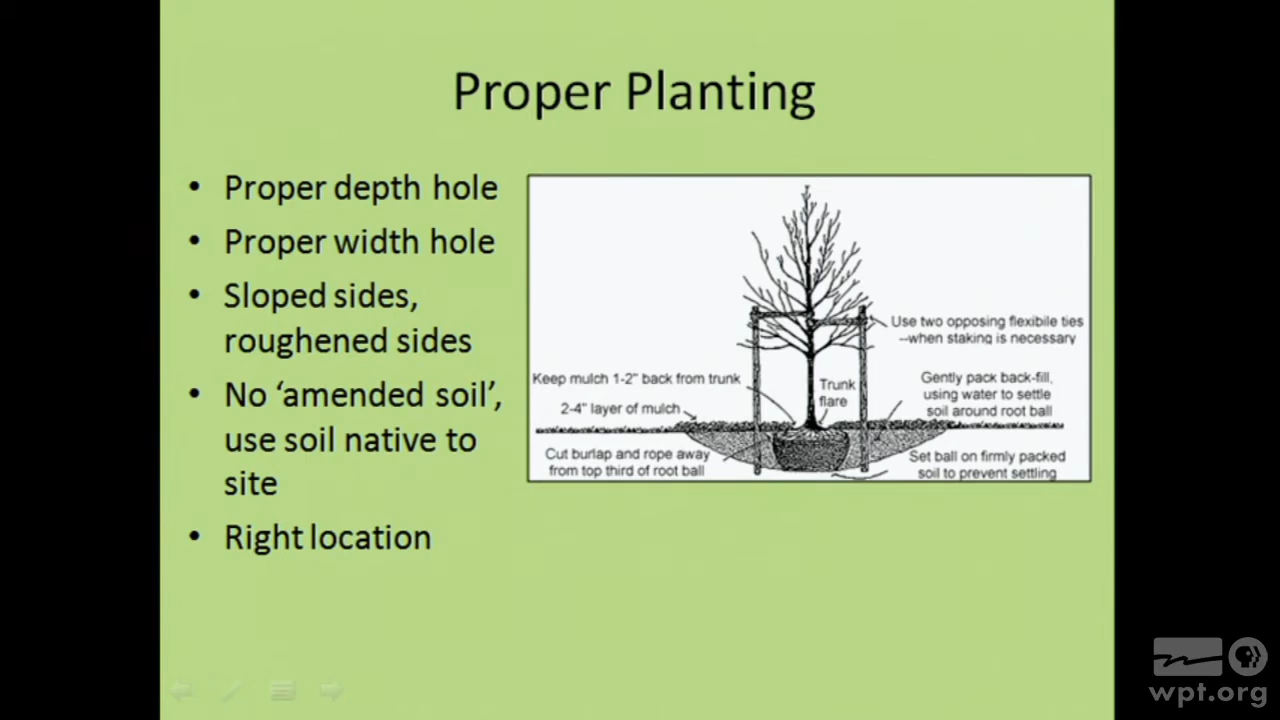 Proper Planting
• Proper depth hole
• Proper width hole
• Sloped sides,
roughened sides
• No ‘amended soil’,
use soil native to
site
• Right location
Use two opposing flexibile ties
--when staking is necessary
Keep mulch 1-2" back from trunk
Trunk
flare
Gently pack back-fill,
using water to settle
soil around root ball
2-4" layer of mulch
Cut burlap and rope away
from top third of root ball
Set ball on firmly packed
soil to prevent settling
wpt.org